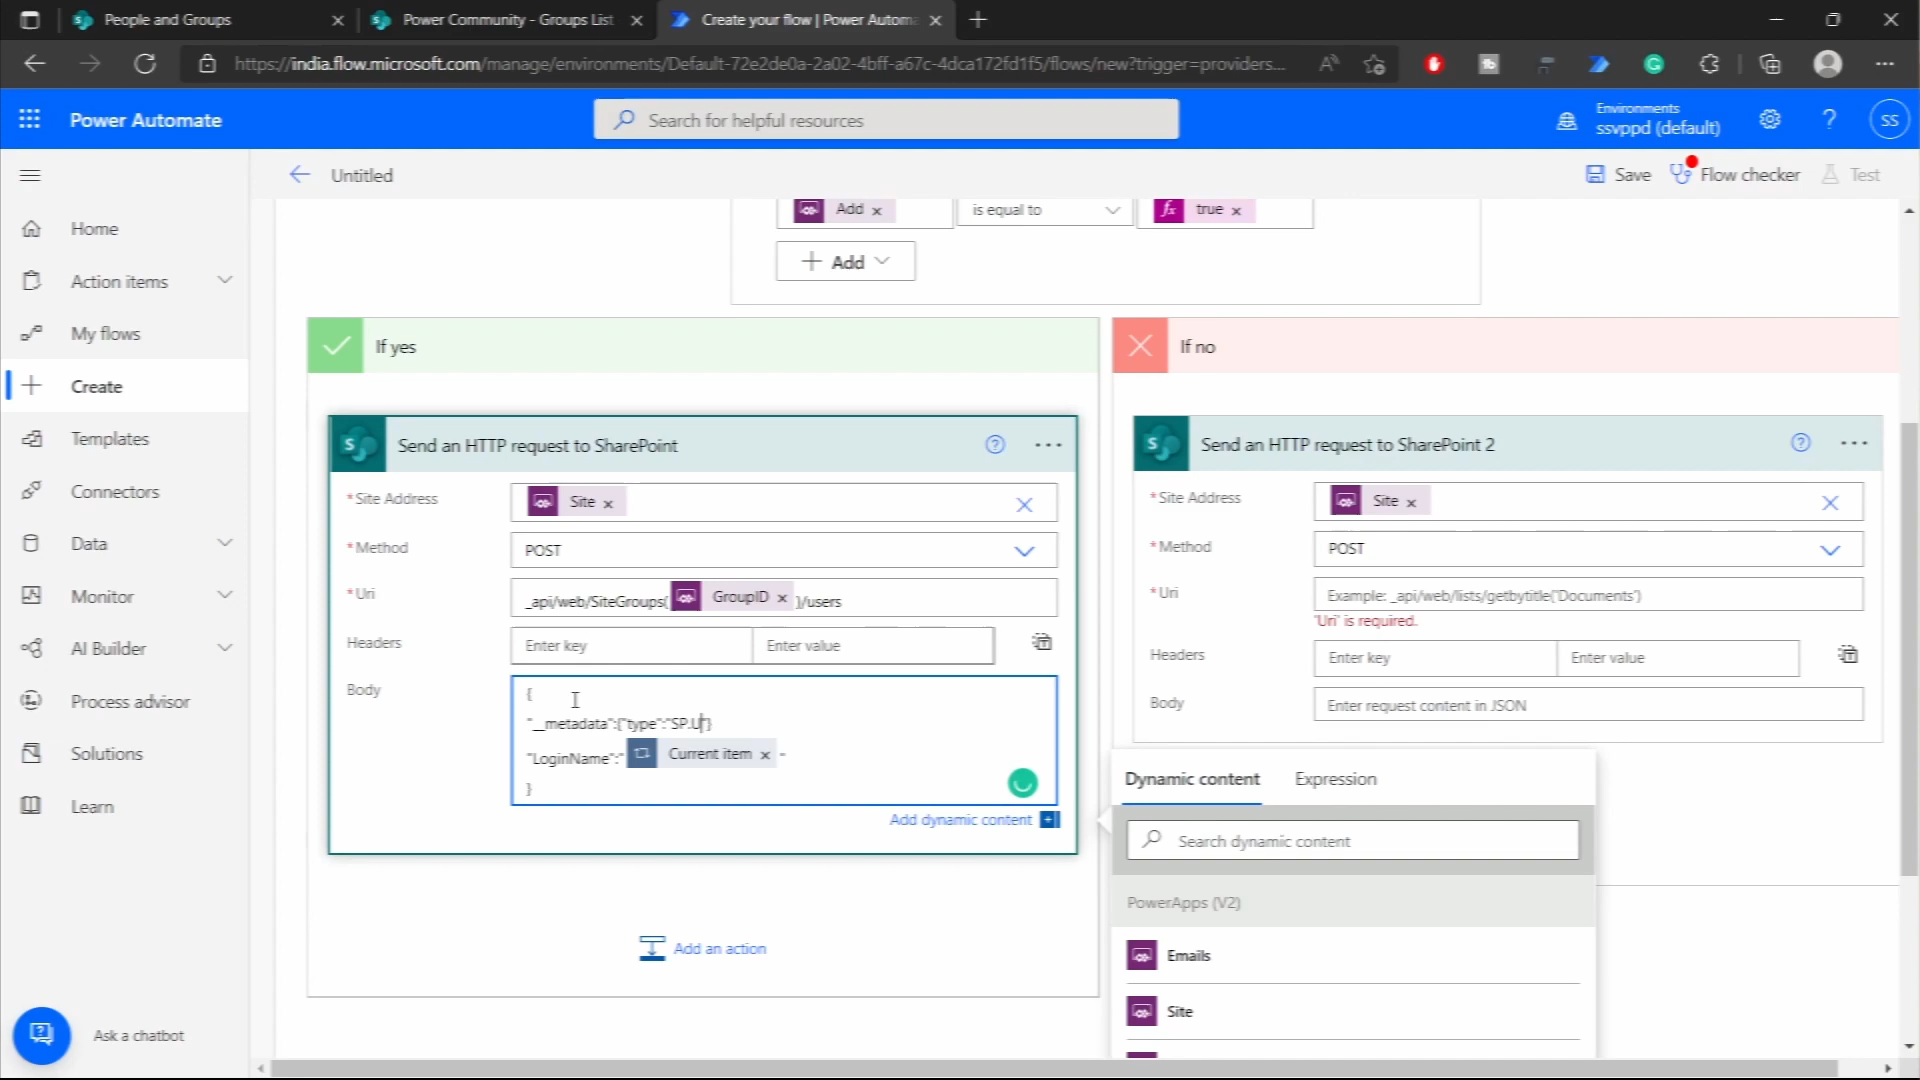 People and Groups
Power Community - Groups List
Create your flow | Power Automa
https://india.flow.microsoft.com/manage/environments/Default-72e2de0a-2a02-4bff-a67c-4dca172fd1f5/flows/new?trigger=providers...
Power Automate
Search for helpful resources
Environments
ssvppd (default)
SS
Untitled
Save
Flow checker
Test
Home
Action items
My flows
Create
Templates
Connectors
Data
Monitor
AI Builder
Process advisor
Solutions
Learn
Ask a chatbot
Add
is equal to
true
Add
If yes
Send an HTTP request to SharePoint
*Site Address
Site
*Method
POST
*Uri
_api/web/SiteGroups( GroupID )/users
Headers
Enter key
Enter value
Body
{
"__metadata":{"type":"SP.U"}
"LoginName":" Current item "
}
Add dynamic content
Add an action
If no
Send an HTTP request to SharePoint 2
*Site Address
Site
*Method
POST
*Uri
Example: _api/web/lists/getbytitle('Documents')
'Uri' is required.
Headers
Enter key
Enter value
Body
Enter request content in JSON
Dynamic content
Expression
Search dynamic content
PowerApps (V2)
Emails
Site